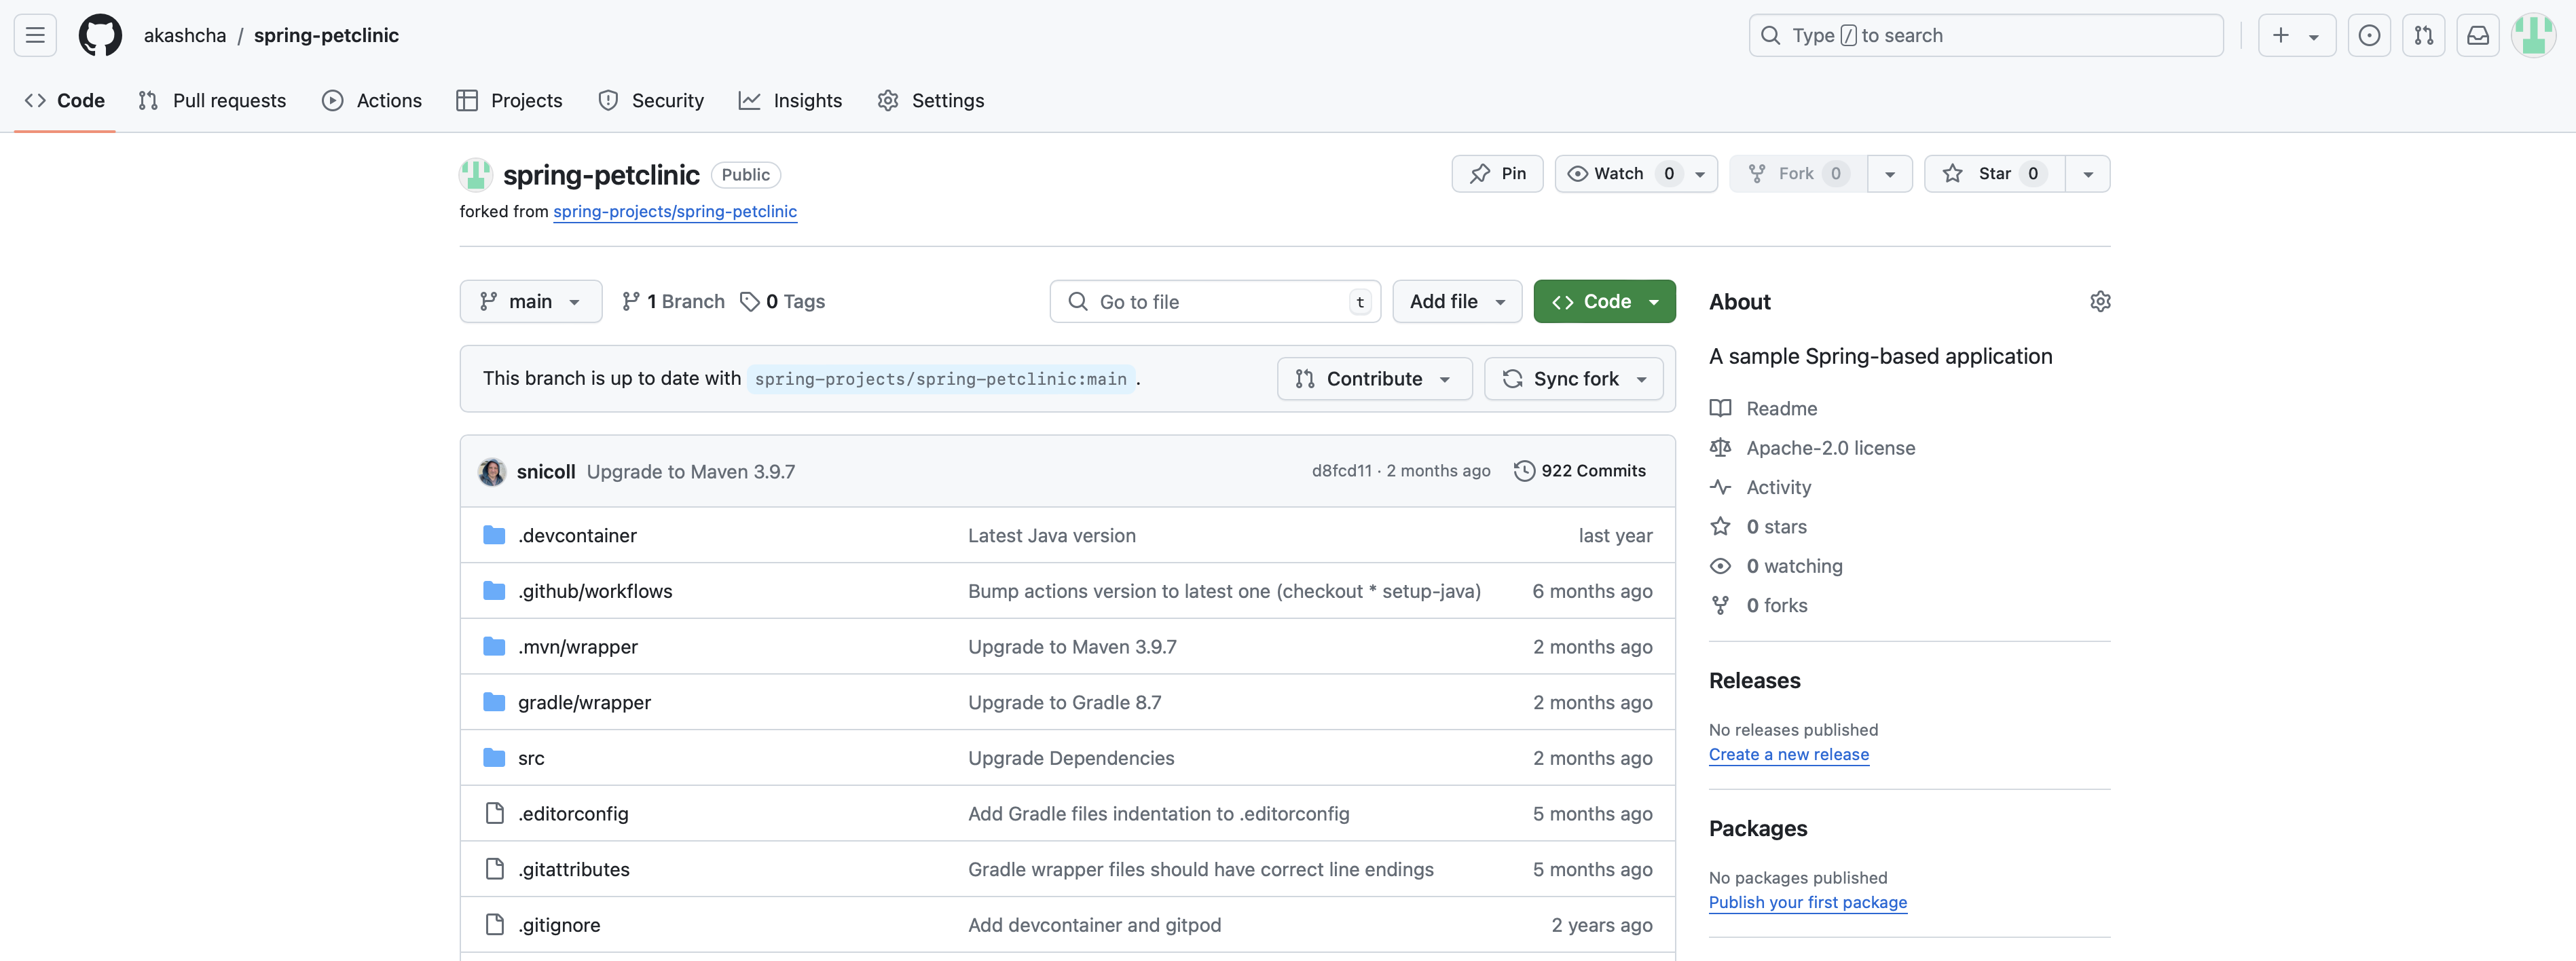 akashcha / spring-petclinic
Type / to search
Code Pull requests Actions Projects Security Insights Settings
spring-petclinic Public
Pin Watch 0 Fork 0 Star 0
forked from spring-projects/spring-petclinic
main 1 Branch 0 Tags Go to file t Add file Code
This branch is up to date with spring-projects/spring-petclinic:main. Contribute Sync fork
snicoll Upgrade to Maven 3.9.7 d8fcd11 · 2 months ago 922 Commits
.devcontainer Latest Java version last year
.github/workflows Bump actions version to latest one (checkout * setup-java) 6 months ago
.mvn/wrapper Upgrade to Maven 3.9.7 2 months ago
gradle/wrapper Upgrade to Gradle 8.7 2 months ago
src Upgrade Dependencies 2 months ago
.editorconfig Add Gradle files indentation to .editorconfig 5 months ago
.gitattributes Gradle wrapper files should have correct line endings 5 months ago
.gitignore Add devcontainer and gitpod 2 years ago
About
A sample Spring-based application
Readme
Apache-2.0 license
Activity
0 stars
0 watching
0 forks
Releases
No releases published
Create a new release
Packages
No packages published
Publish your first package